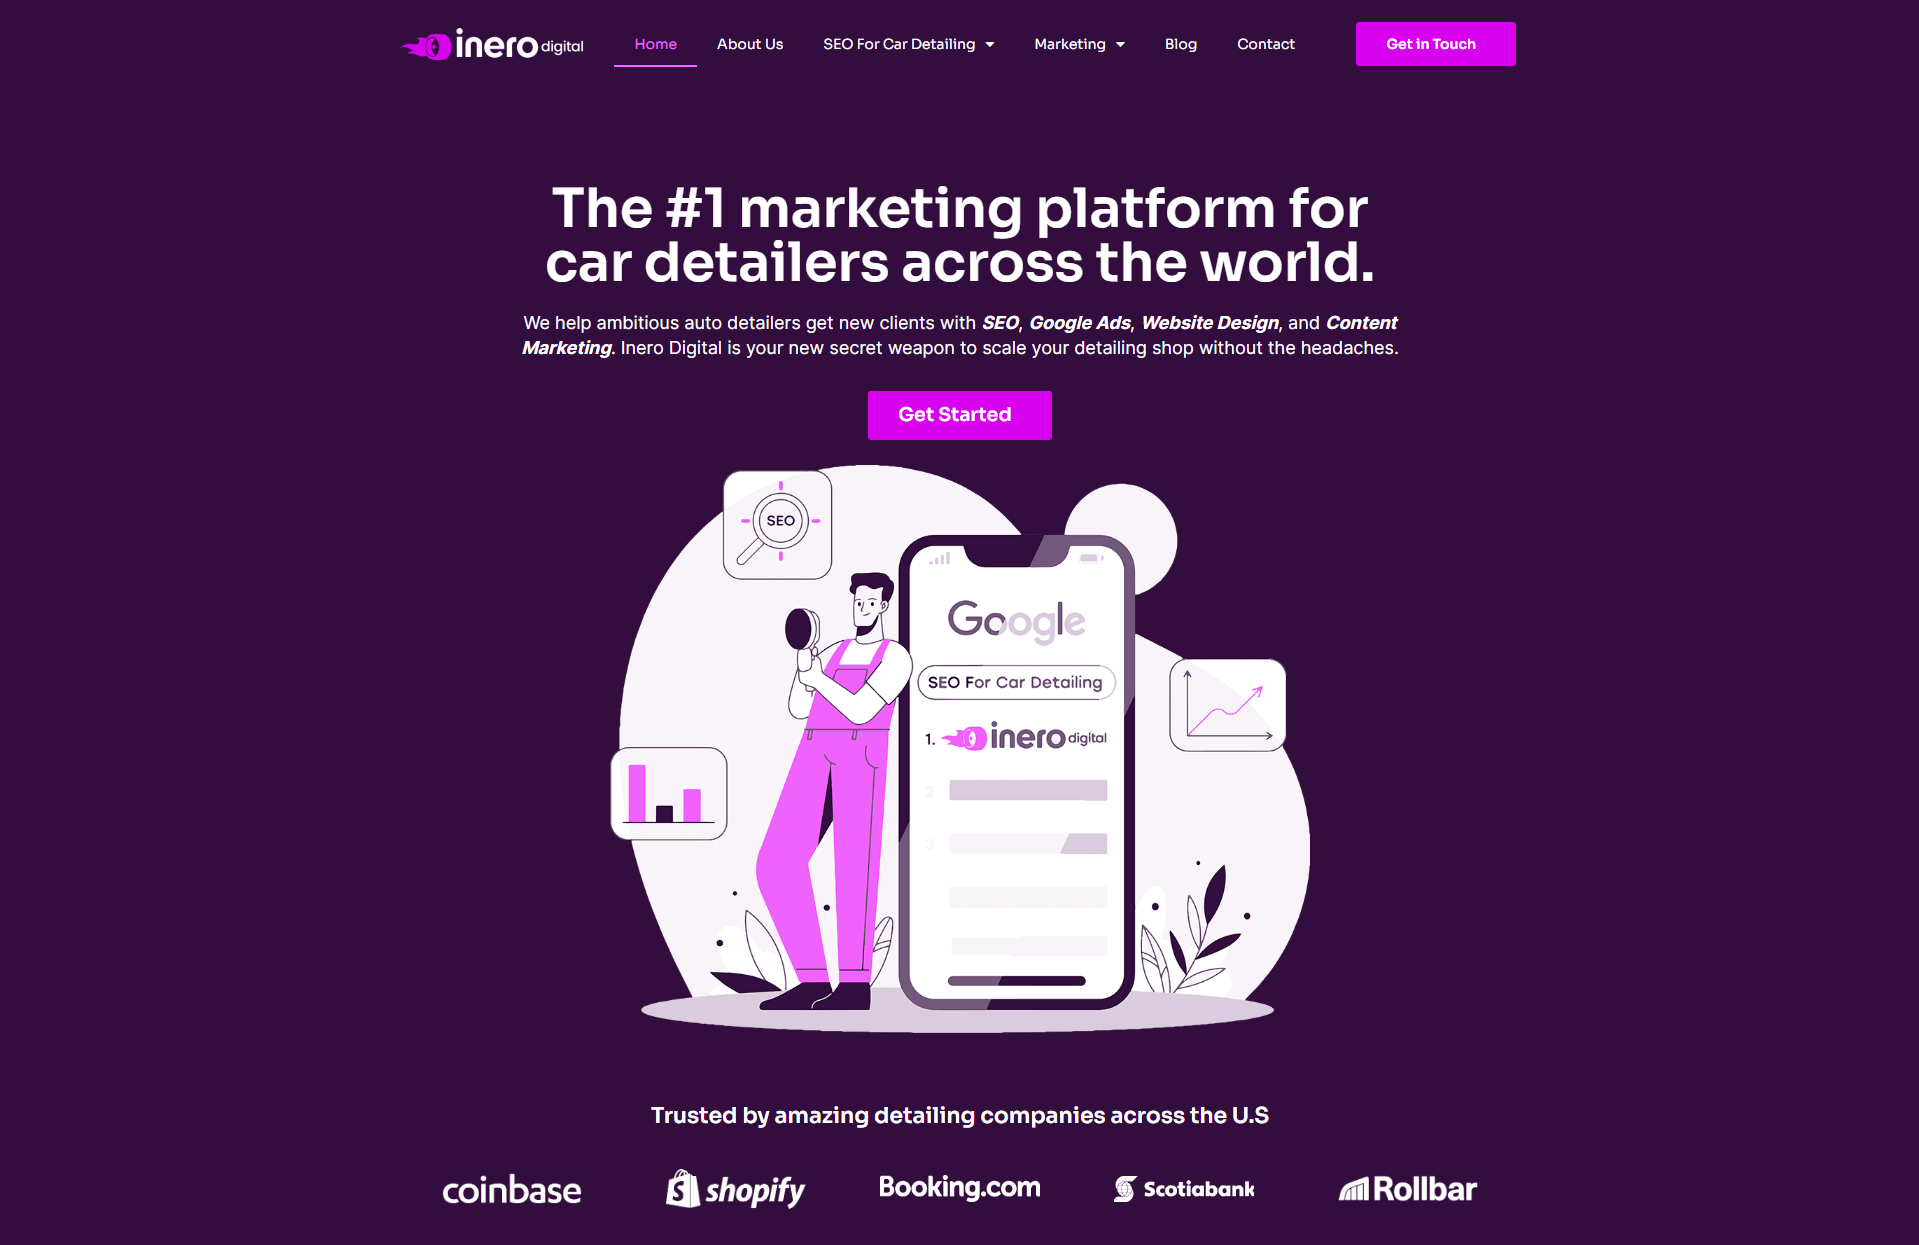 inero digital
Home
About Us
SEO For Car Detailing
Marketing
Blog
Contact
Get in Touch
The #1 marketing platform for
car detailers across the world.
We help ambitious auto detailers get new clients with SEO, Google Ads, Website Design, and Content
Marketing. Inero Digital is your new secret weapon to scale your detailing shop without the headaches.
Get Started
SEO
Google
SEO For Car Detailing
1. inero digital
2
3
Trusted by amazing detailing companies across the U.S
coinbase
shopify
Booking.com
Scotiabank
Rollbar